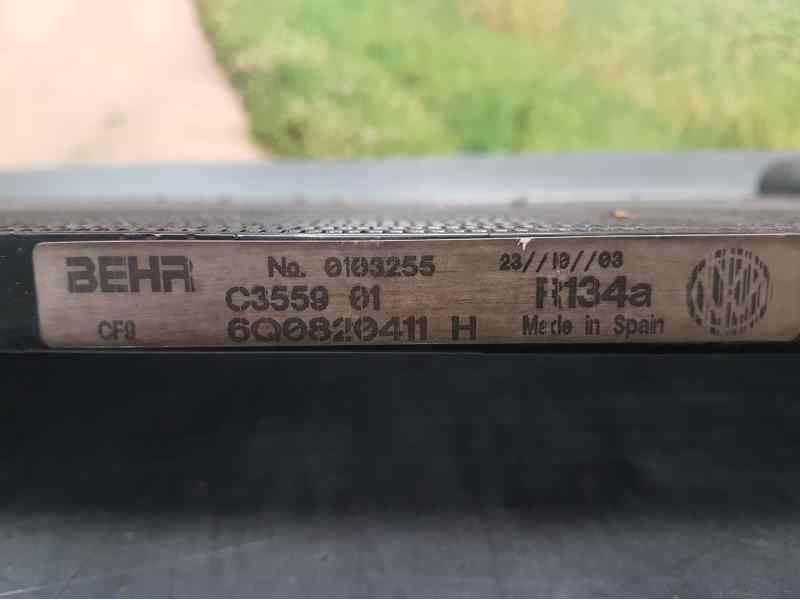 BEHR No. 0103255 23//10//03
C3559 01 R134a
CF9 6Q0820411 H Made in Spain